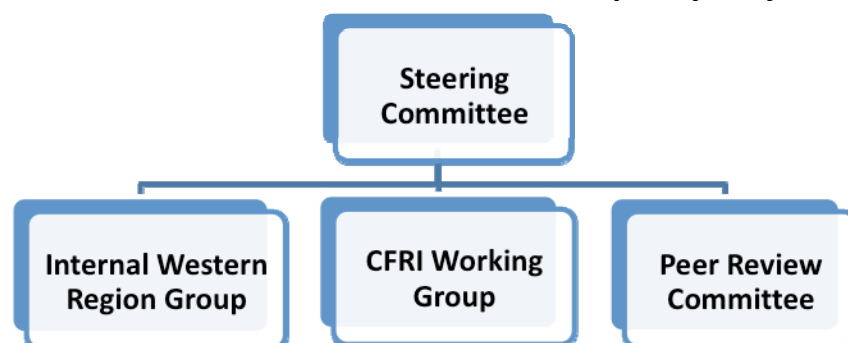 Steering
Committee
Internal Western
Region Group
CFRI Working
Group
Peer Review
Committee